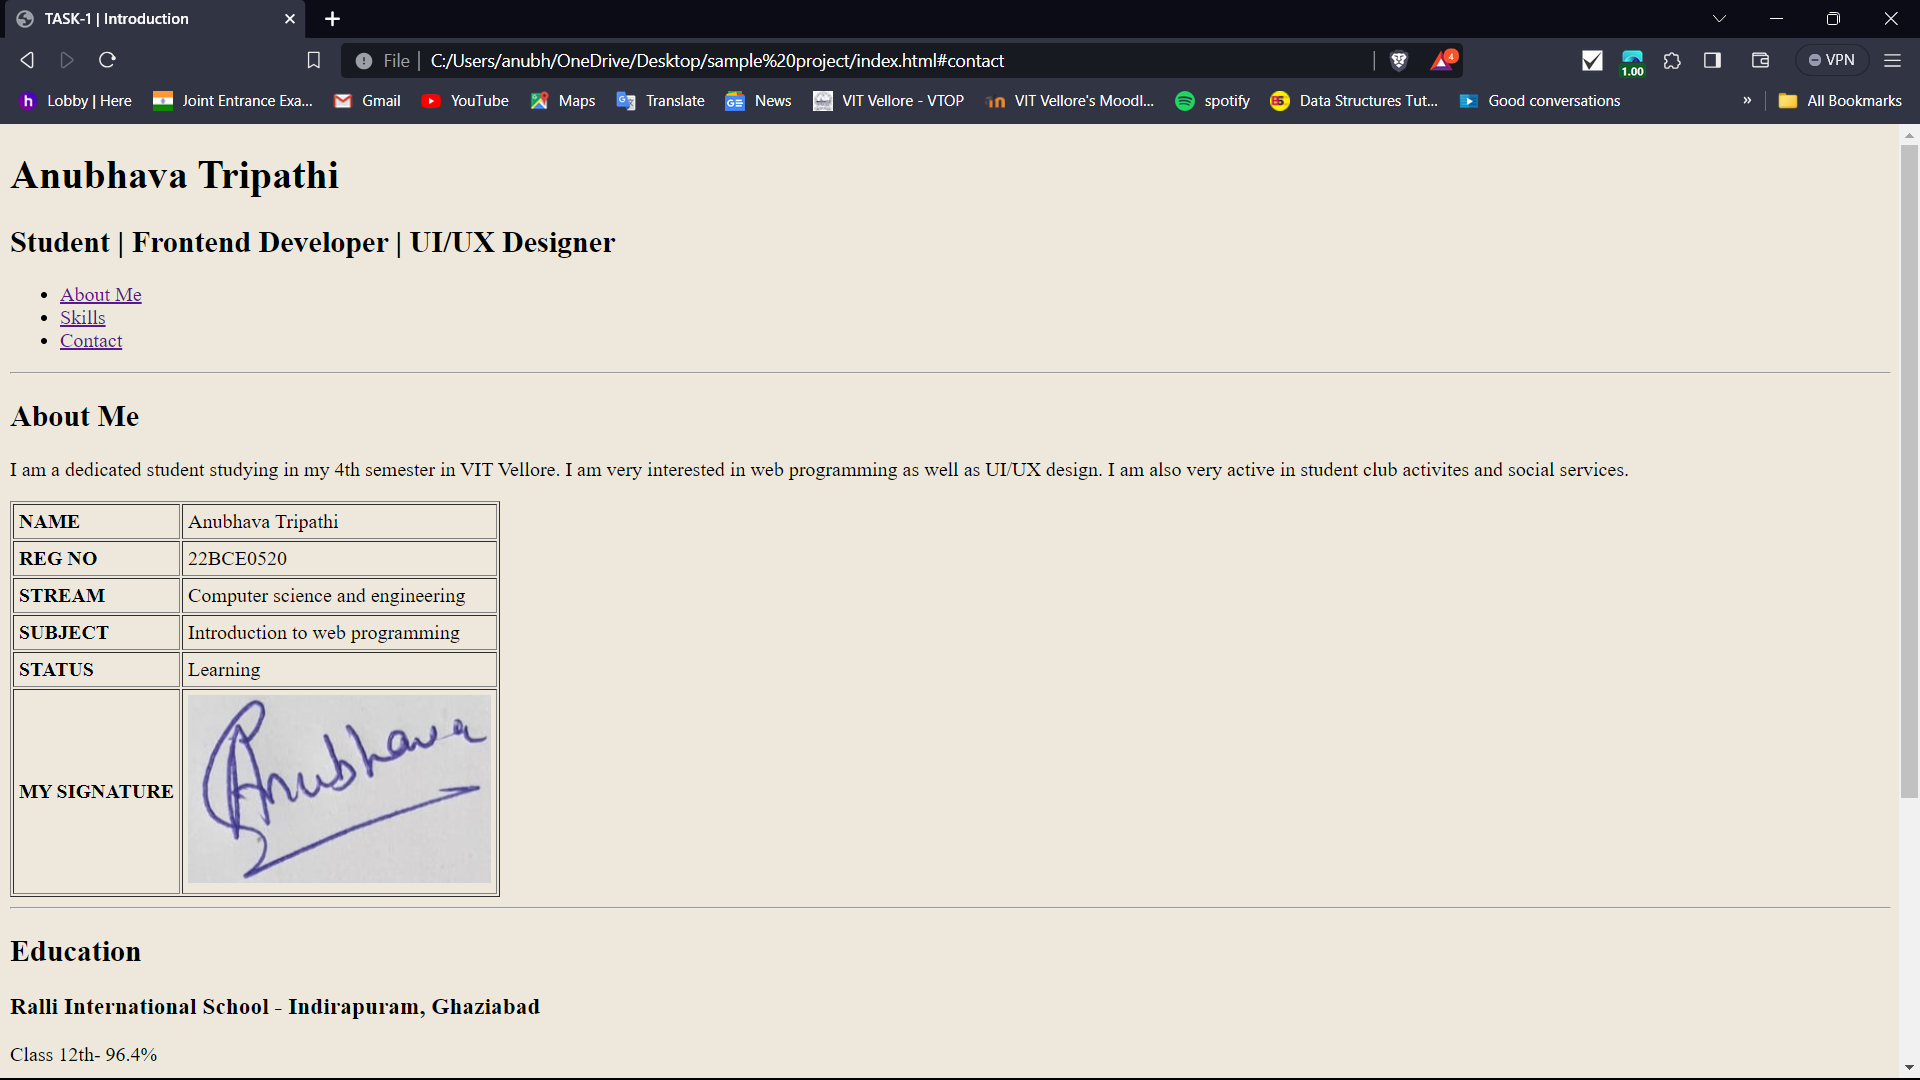 TASK-1 | Introduction
File C:/Users/anubh/OneDrive/Desktop/sample%20project/index.html#contact
4
1.00
VPN
Lobby | Here Joint Entrance Exa... Gmail YouTube Maps Translate News VIT Vellore - VTOP VIT Vellore's Moodl... spotify Data Structures Tut... Good conversations » All Bookmarks
Anubhava Tripathi
Student | Frontend Developer | UI/UX Designer
About Me
Skills
Contact
About Me
I am a dedicated student studying in my 4th semester in VIT Vellore. I am very interested in web programming as well as UI/UX design. I am also very active in student club activites and social services.
NAME Anubhava Tripathi
REG NO 22BCE0520
STREAM Computer science and engineering
SUBJECT Introduction to web programming
STATUS Learning
MY SIGNATURE Anubhava
Education
Ralli International School - Indirapuram, Ghaziabad
Class 12th- 96.4%